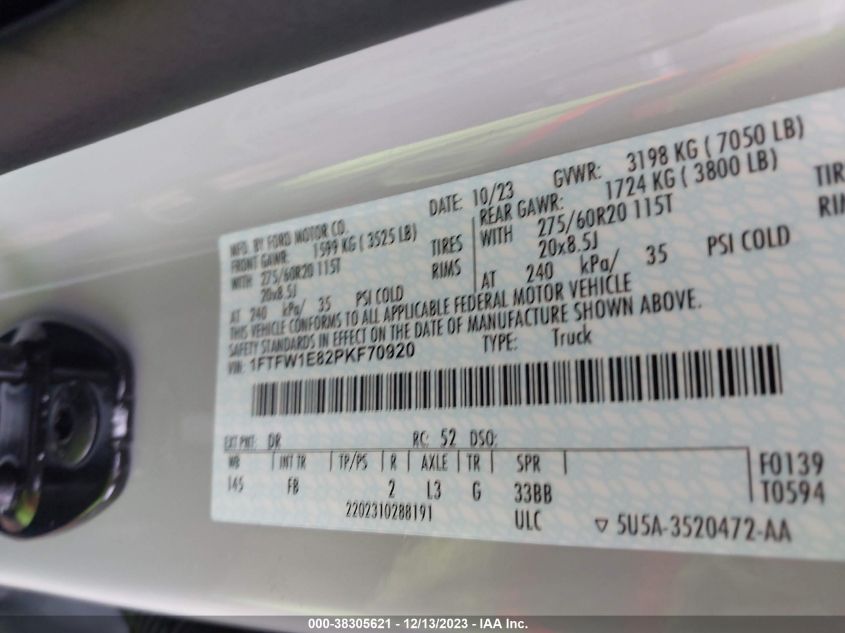 MFD. BY FORD MOTOR CO. DATE: 10/23 GVWR: 3198 KG ( 7050 LB)
FRONT GAWR: 1599 KG ( 3525 LB) REAR GAWR: 1724 KG ( 3800 LB)
WITH 275/60R20 115T TIRES WITH 275/60R20 115T TIR
20x8.5J RIMS 20x8.5J RIM
AT 240 kPa/ 35 PSI COLD AT 240 kPa/ 35 PSI COLD
THIS VEHICLE CONFORMS TO ALL APPLICABLE FEDERAL MOTOR VEHICLE
SAFETY STANDARDS IN EFFECT ON THE DATE OF MANUFACTURE SHOWN ABOVE.
VIN: 1FTFW1E82PKF70920 TYPE: Truck
EXT PNT: DR RC: 52 DSO:
WB INT TR TP/PS R AXLE TR SPR F0139
145 FB 2 L3 G 33BB T0594
2202310288191 ULC 5U5A-3520472-AA
000-38305621 - 12/13/2023 - IAA Inc.